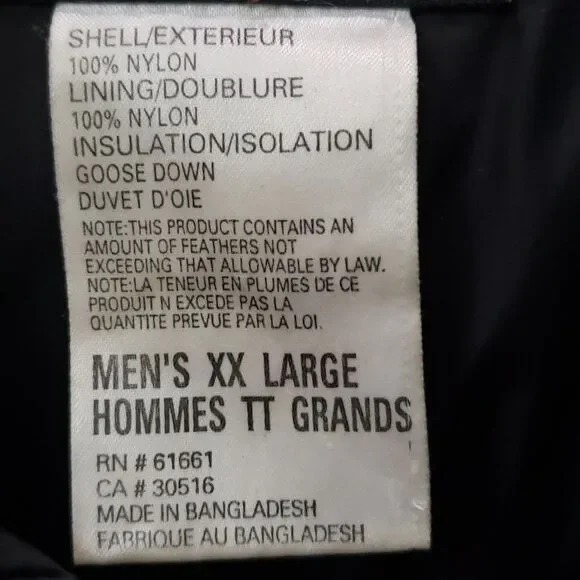 SHELL/EXTERIEUR
100% NYLON
LINING/DOUBLURE
100% NYLON
INSULATION/ISOLATION
GOOSE DOWN
DUVET D'OIE
NOTE:THIS PRODUCT CONTAINS AN
AMOUNT OF FEATHERS NOT
EXCEEDING THAT ALLOWABLE BY LAW.
NOTE:LA TENEUR EN PLUMES DE CE
PRODUIT N EXCEDE PAS LA
QUANTITE PREVUE PAR LA LOI.
MEN'S XX LARGE
HOMMES TT GRANDS
RN # 61661
CA # 30516
MADE IN BANGLADESH
FABRIQUE AU BANGLADESH